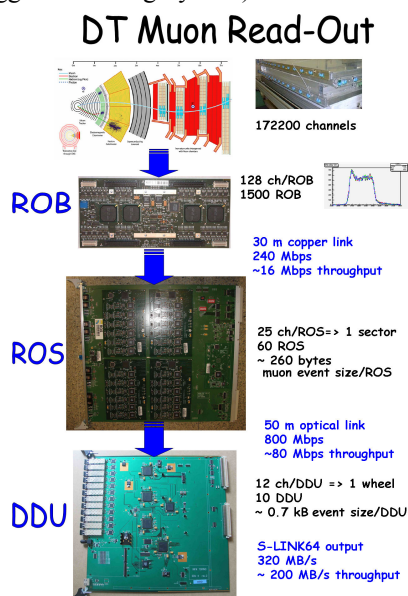 DT Muon Read-Out
172200 channels
ROB
128 ch/ROB
1500 ROB
30 m copper link
240 Mbps
~16 Mbps throughput
ROS
25 ch/ROS=> 1 sector
60 ROS
~ 260 bytes
muon event size/ROS
50 m optical link
800 Mbps
~80 Mbps throughput
DDU
12 ch/DDU => 1 wheel
10 DDU
~ 0.7 kB event size/DDU
S-LINK64 output
320 MB/s
~ 200 MB/s throughput